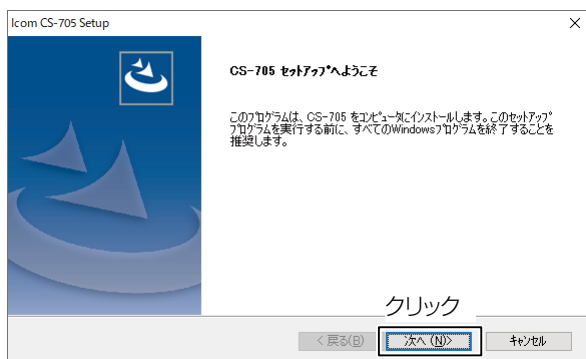 Icom CS-705 Setup
CS-705 ｾｯﾄｱｯﾌﾟへようこそ
このﾌﾟﾛｸﾞﾗﾑは、CS-705 をｺﾝﾋﾟｭｰﾀにｲﾝｽﾄｰﾙします。このｾｯﾄｱｯﾌﾟ
ﾌﾟﾛｸﾞﾗﾑを実行する前に、すべてのWindowsﾌﾟﾛｸﾞﾗﾑを終了することを
推奨します。
クリック
< 戻る(B)
次へ (N)>
ｷｬﾝｾﾙ